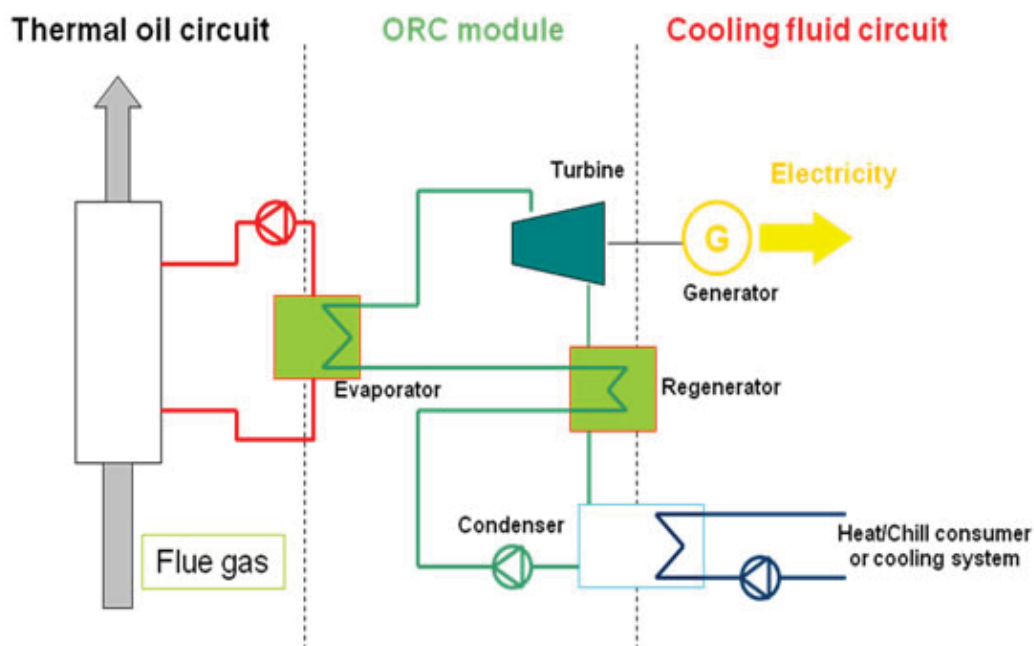 Thermal oil circuit
ORC module
Cooling fluid circuit
Turbine
Electricity
G
Generator
Evaporator
Regenerator
Condenser
Heat/Chill consumer
or cooling system
Flue gas